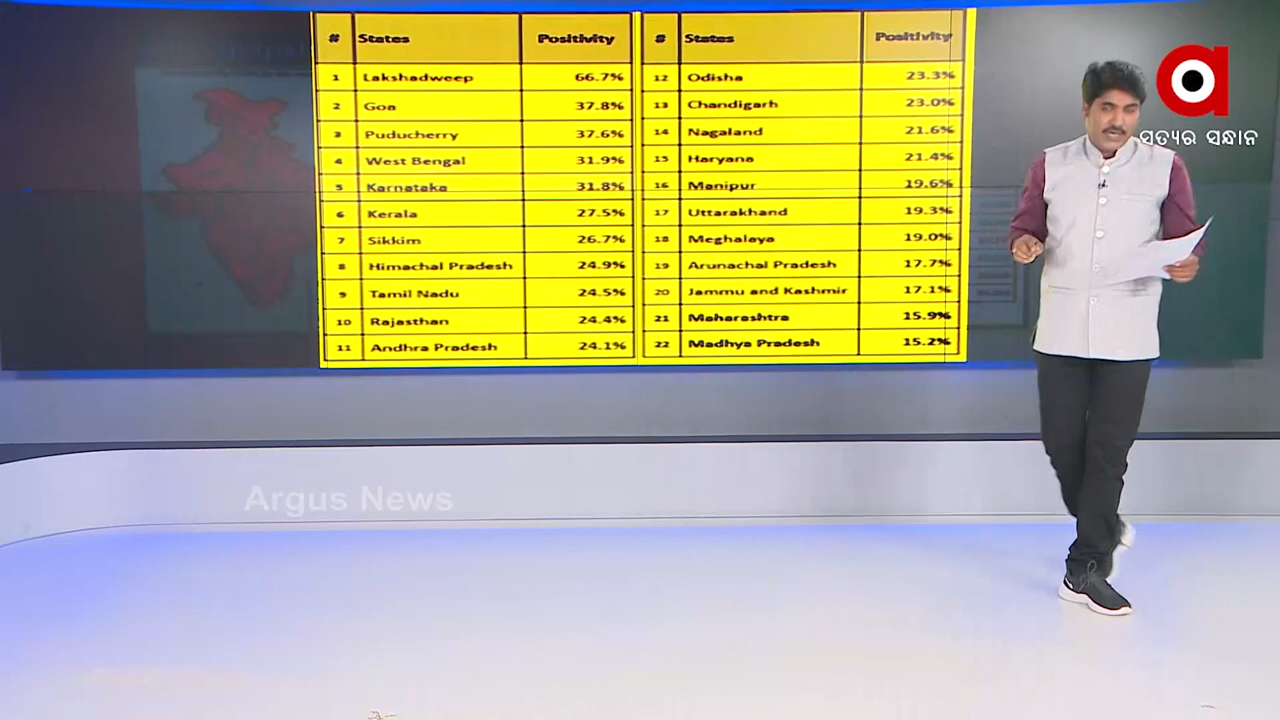 # States Positivity # States Positivity
1 Lakshadweep 66.7% 12 Odisha 23.3%
2 Goa 37.8% 13 Chandigarh 23.0%
3 Puducherry 37.6% 14 Nagaland 21.6%
4 West Bengal 31.9% 15 Haryana 21.4%
5 Karnataka 31.8% 16 Manipur 19.6%
6 Kerala 27.5% 17 Uttarakhand 19.3%
7 Sikkim 26.7% 18 Meghalaya 19.0%
8 Himachal Pradesh 24.9% 19 Arunachal Pradesh 17.7%
9 Tamil Nadu 24.5% 20 Jammu and Kashmir 17.1%
10 Rajasthan 24.4% 21 Maharashtra 15.9%
11 Andhra Pradesh 24.1% 22 Madhya Pradesh 15.2%
ସତ୍ୟର ସନ୍ଧାନ
Argus News